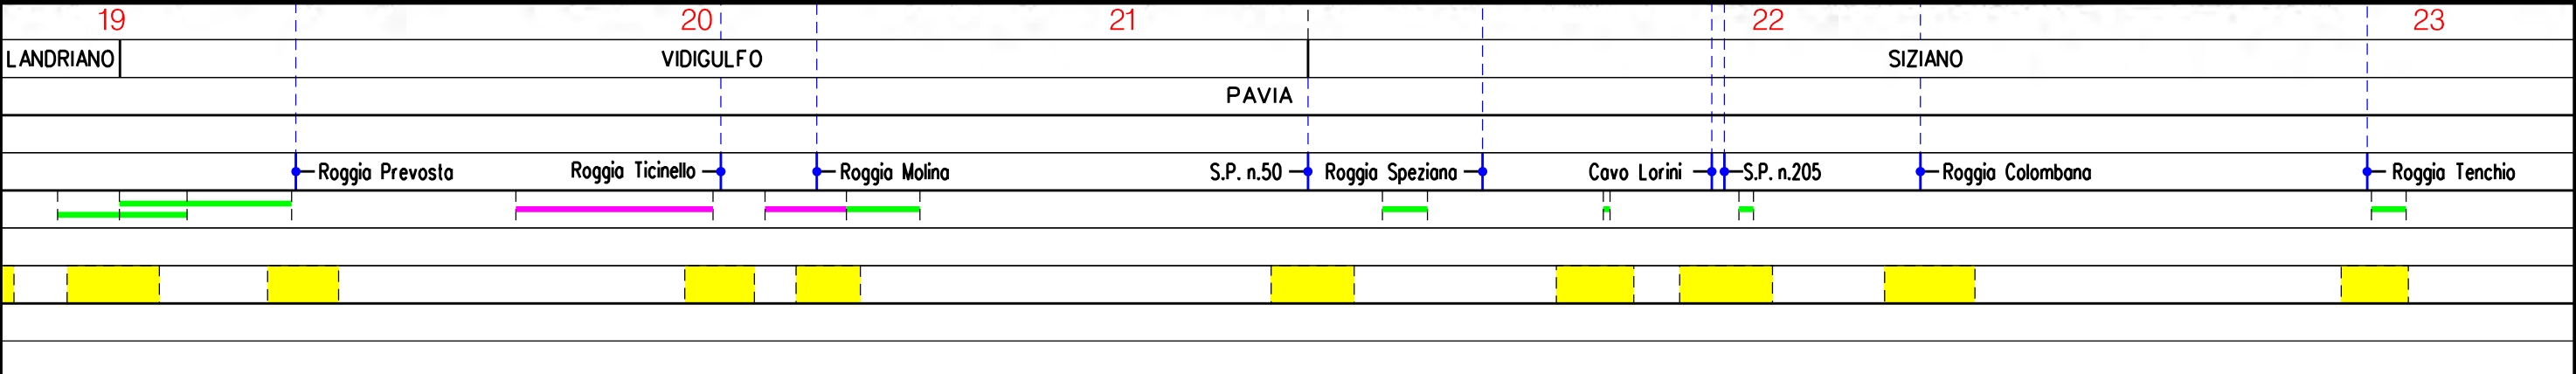 19 20 21 22 23
LANDRIANO VIDIGULFO SIZIANO
PAVIA
Roggia Prevosta Roggia Ticinello Roggia Molina S.P. n.50 Roggia Speziana Cavo Lorini S.P. n.205 Roggia Colombana Roggia Tenchio